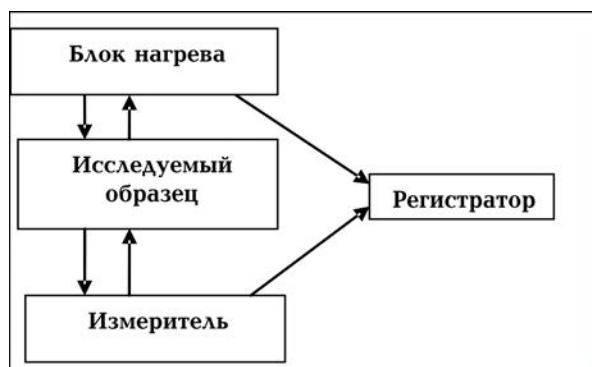 Блок нагрева
Исследуемый
образец
Регистратор
Измеритель